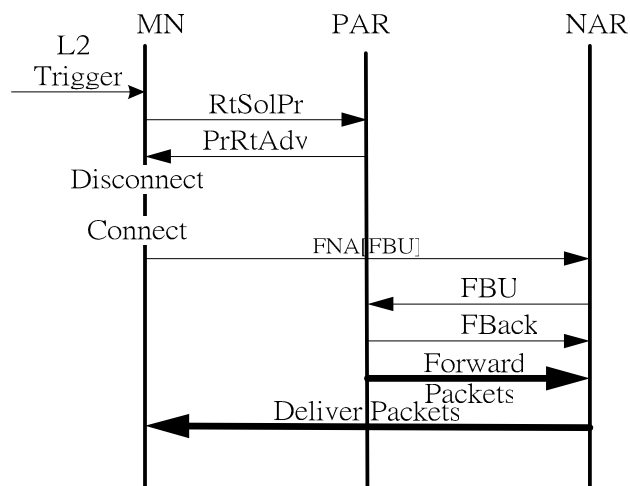 MN PAR NAR
L2
Trigger
RtSolPr
PrRtAdv
Disconnect
Connect
FNA[FBU]
FBU
FBack
Forward
Packets
Deliver Packets